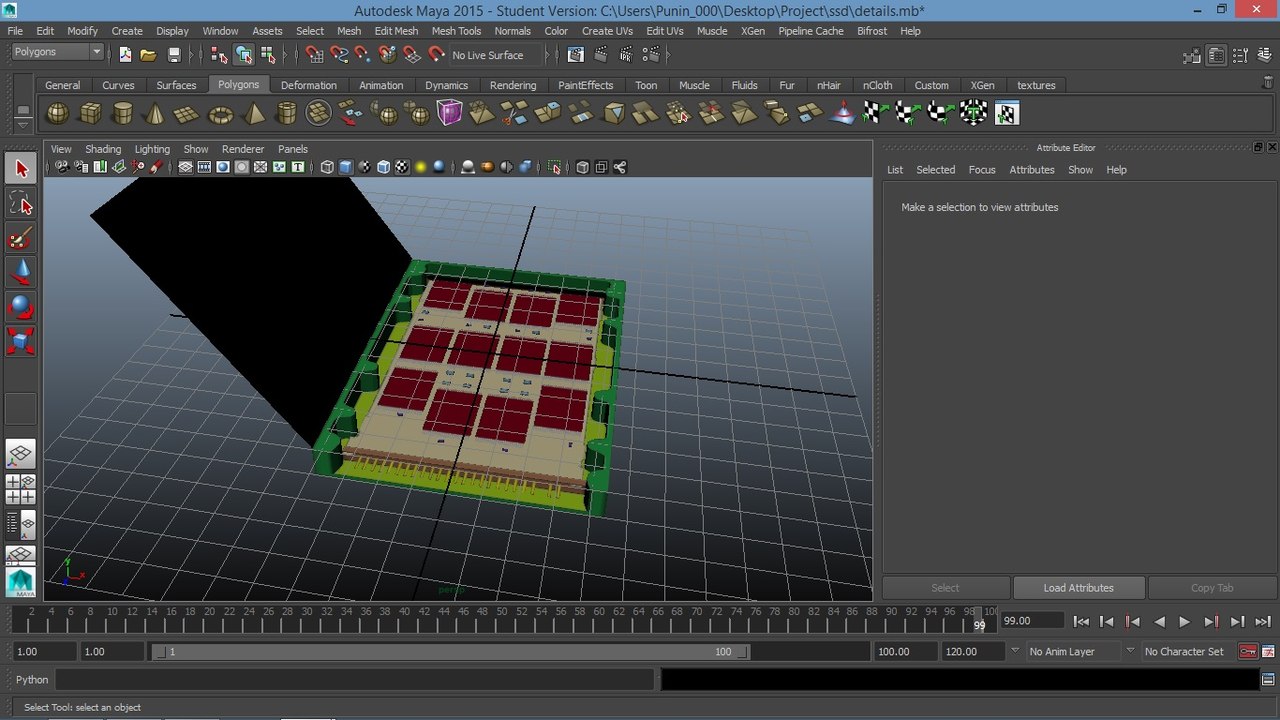 Autodesk Maya 2015 - Student Version: C:\Users\Punin_0i0\Desktop\Project\ssd\details.mb*
File Edit Modify Create Display Window Assets Select Mesh Edit Mesh Mesh Tools Normals Color Create UVs Edit UVs Muscle XGen Pipeline Cache Bifrost Help
Polygons No Live Surface
General Curves Surfaces Polygons Deformation Animation Dynamics Rendering PaintEffects Toon Muscle Fluids Fur nHair nCloth Custom XGen textures
View Shading Lighting Show Renderer Panels
Attribute Editor
List Selected Focus Attributes Show Help
Make a selection to view attributes
y
x
z
persp
MAYA
Select Load Attributes Copy Tab
2 4 6 8 10 12 14 16 18 20 22 24 26 28 30 32 34 36 38 40 42 44 46 48 50 52 54 56 58 60 62 64 66 68 70 72 74 76 78 80 82 84 86 88 90 92 94 96 98 100
99
99.00
1.00 1.00 1 100 100.00 120.00 No Anim Layer No Character Set
Python
Select Tool: select an object